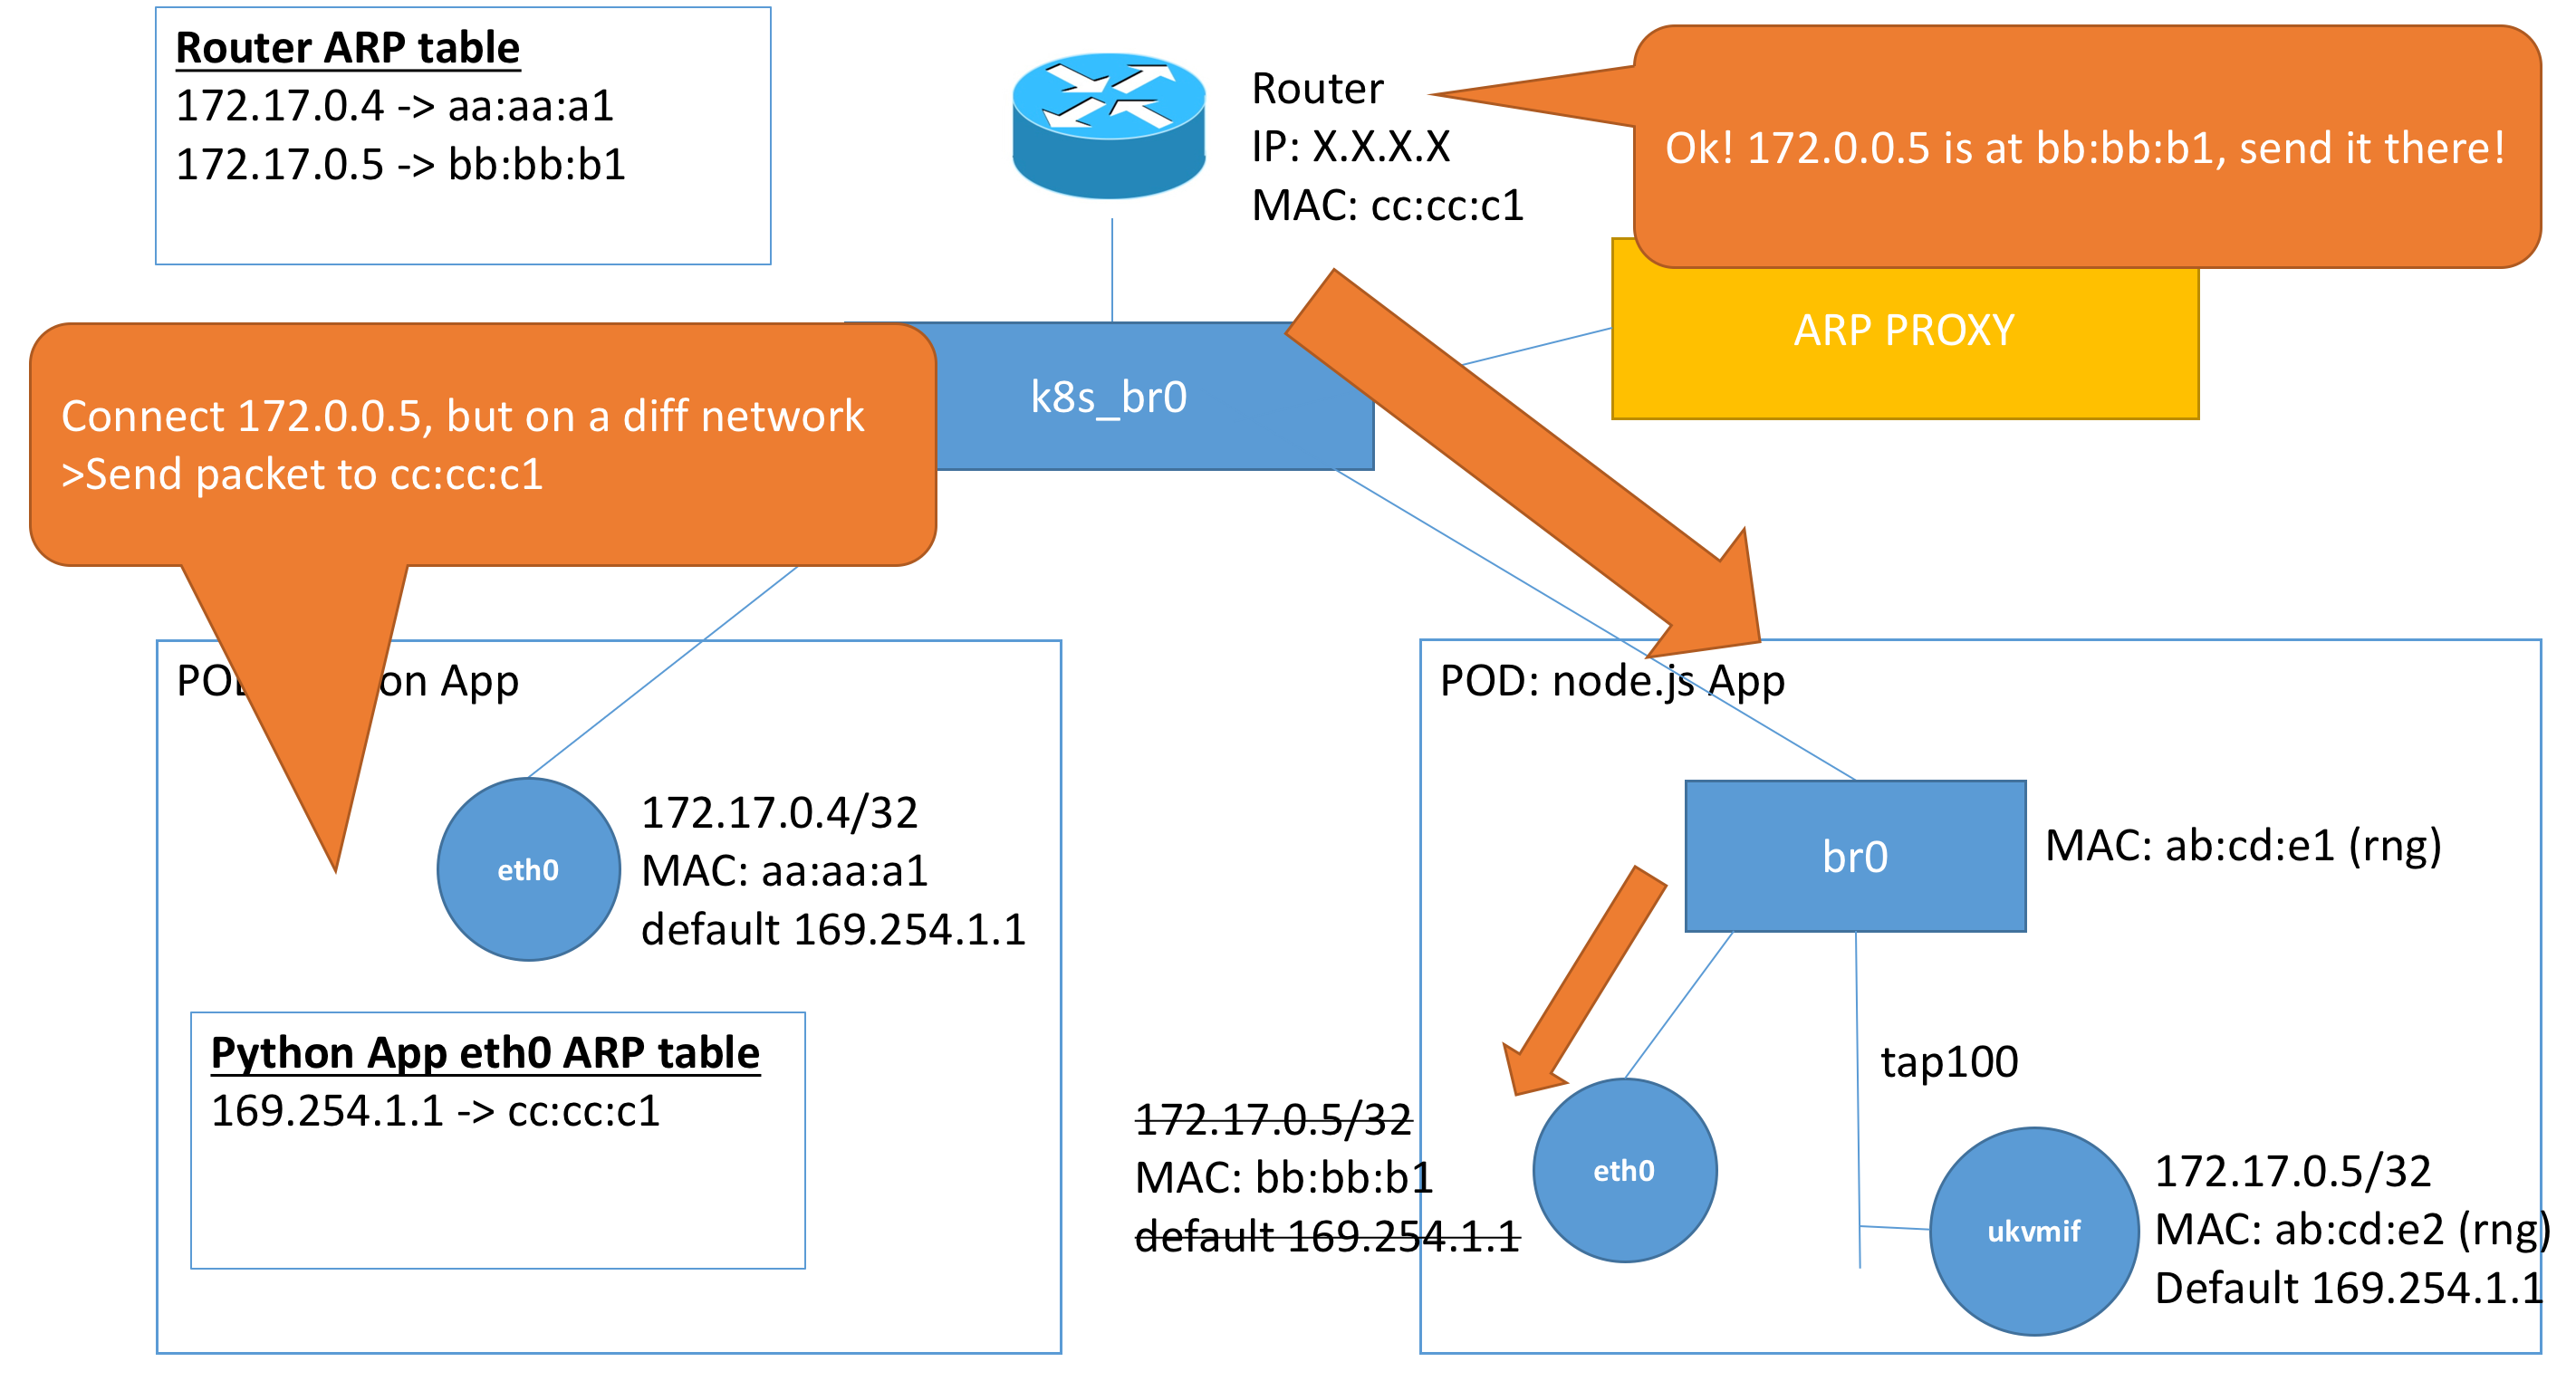 Router ARP table
172.17.0.4 -> aa:aa:a1
172.17.0.5 -> bb:bb:b1
Router
IP: X.X.X.X
MAC: cc:cc:c1
Ok! 172.0.0.5 is at bb:bb:b1, send it there!
ARP PROXY
k8s_br0
Connect 172.0.0.5, but on a diff network
>Send packet to cc:cc:c1
App
eth0
172.17.0.4/32
MAC: aa:aa:a1
default 169.254.1.1
Python App eth0 ARP table
169.254.1.1 -> cc:cc:c1
POD: node.js App
br0
MAC: ab:cd:e1 (rng)
tap100
172.17.0.5/32
MAC: bb:bb:b1
default 169.254.1.1
eth0
ukvmif
172.17.0.5/32
MAC: ab:cd:e2 (rng)
Default 169.254.1.1